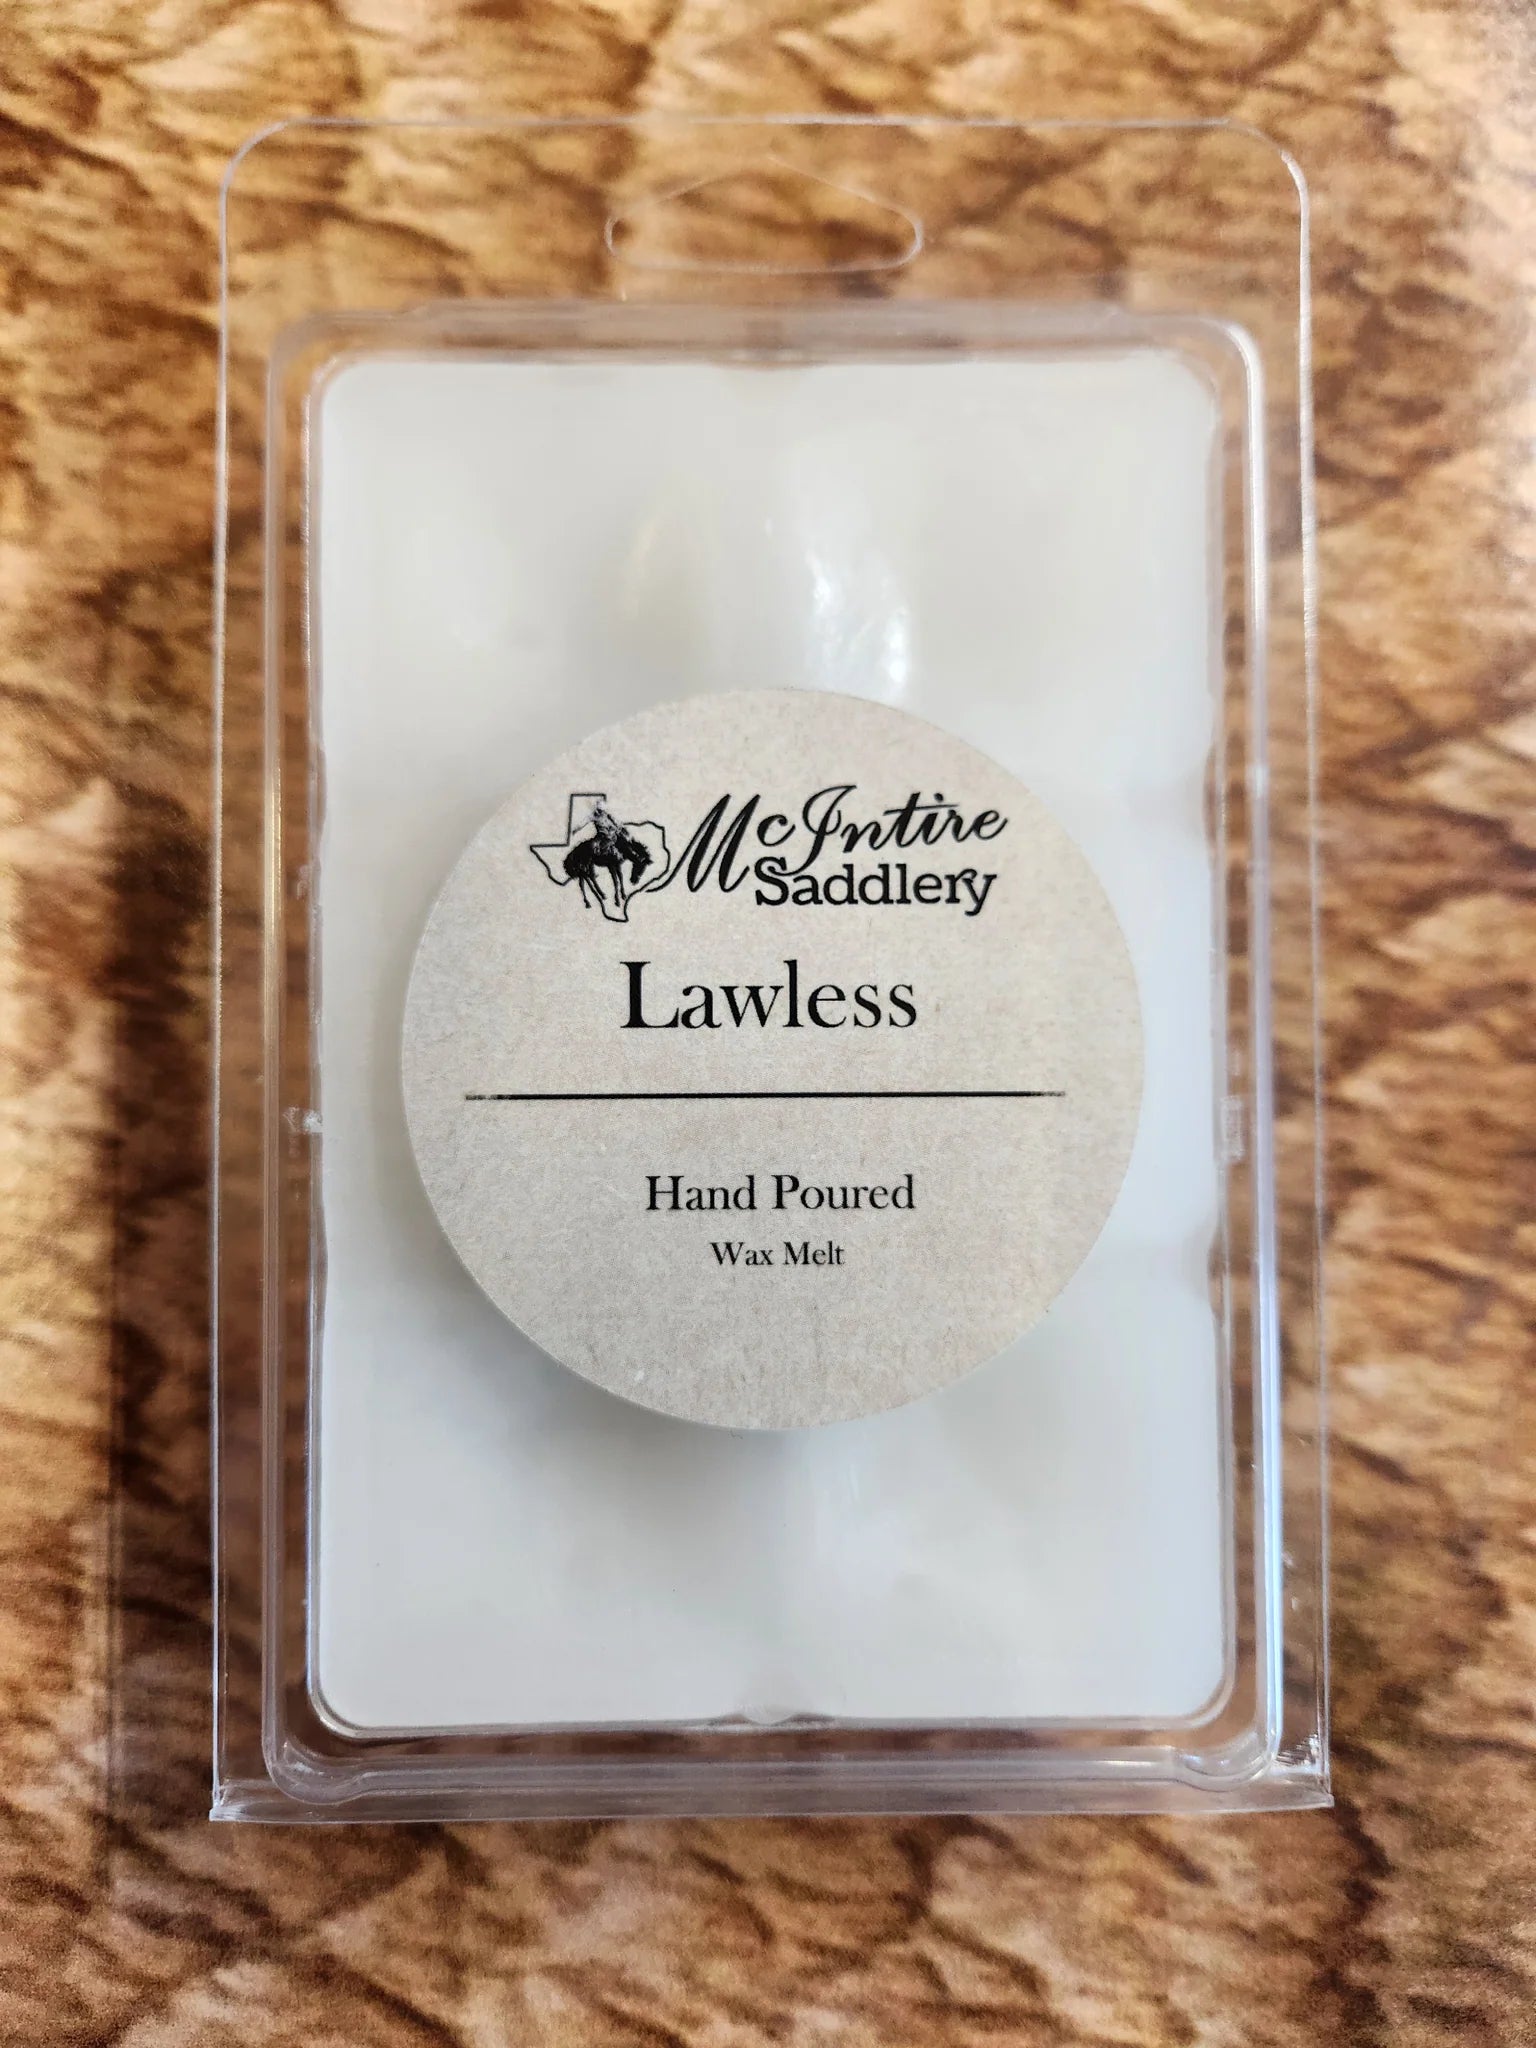 McIntire
Saddlery
Lawless
Hand Poured
Wax Melt